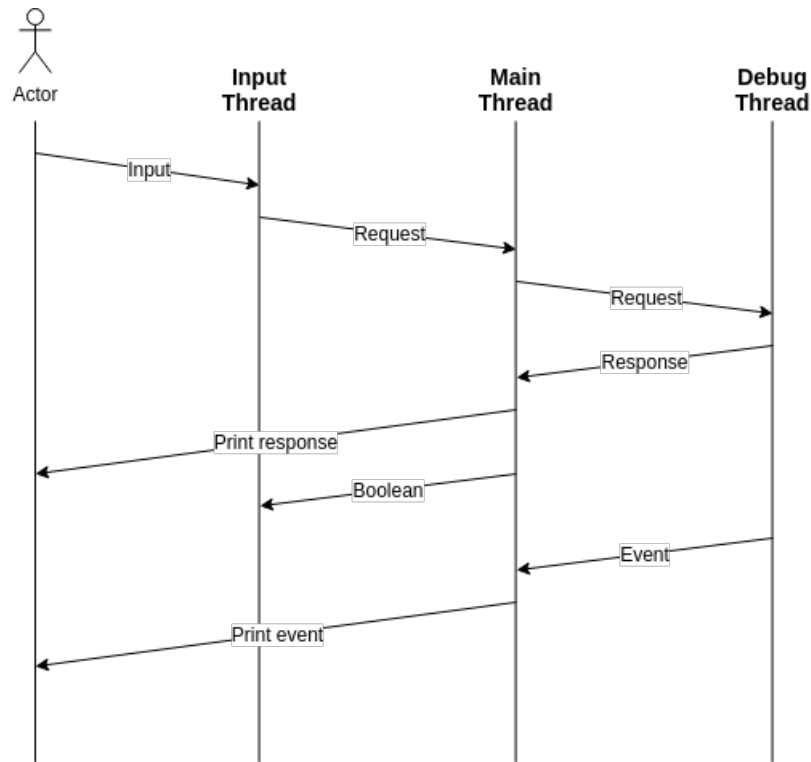 Actor
Input
Thread
Main
Thread
Debug
Thread
Input
Request
Request
Response
Print response
Boolean
Event
Print event